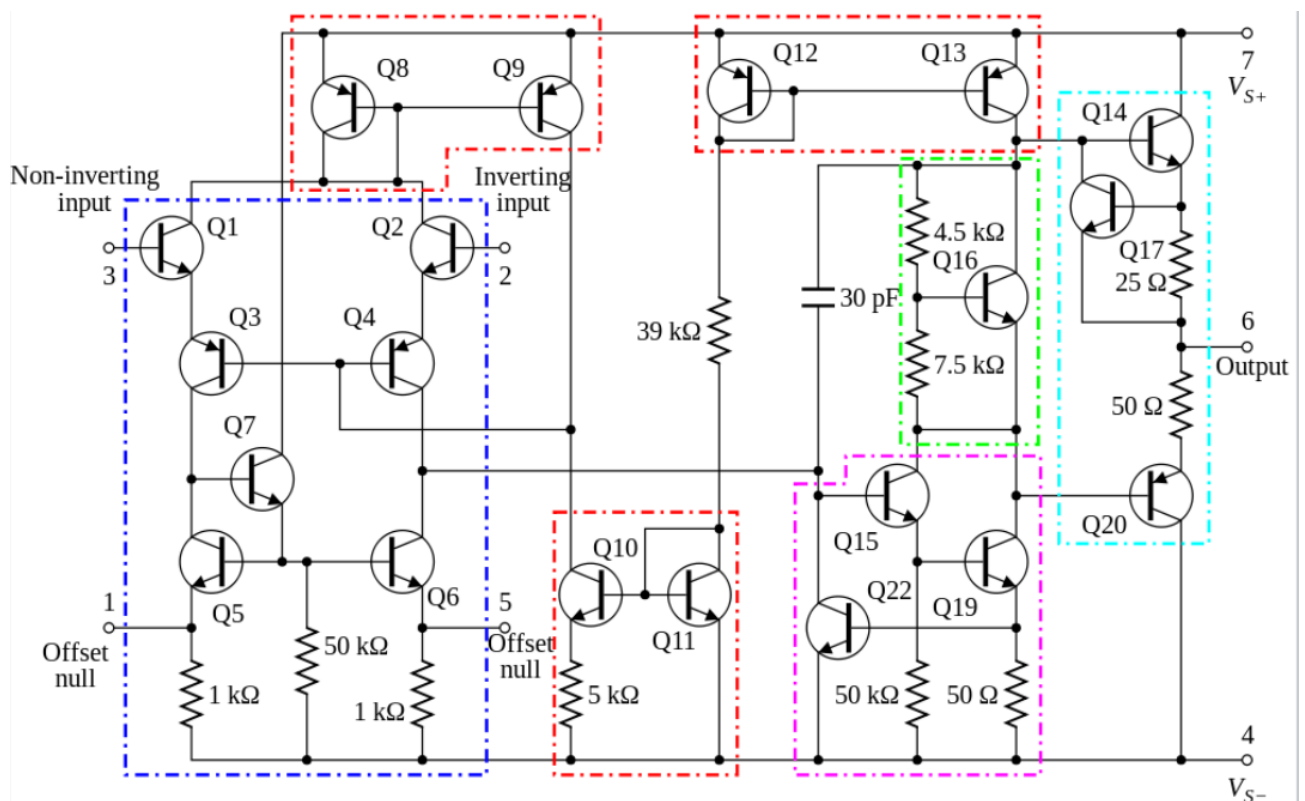 Q8
Q9
Q12
Q13
7
V_{S+}
Q14
Non-inverting
input
Inverting
input
Q1
Q2
3
2
4.5 kΩ
Q16
Q17
25 Ω
30 pF
Q3
Q4
39 kΩ
6
Output
7.5 kΩ
50 Ω
Q7
Q20
Q15
Q10
Q22
1
Q5
Q6
5
Q11
Q19
Offset
null
50 kΩ
Offset
null
1 kΩ
1 kΩ
5 kΩ
50 kΩ
50 Ω
4
V_{S−}